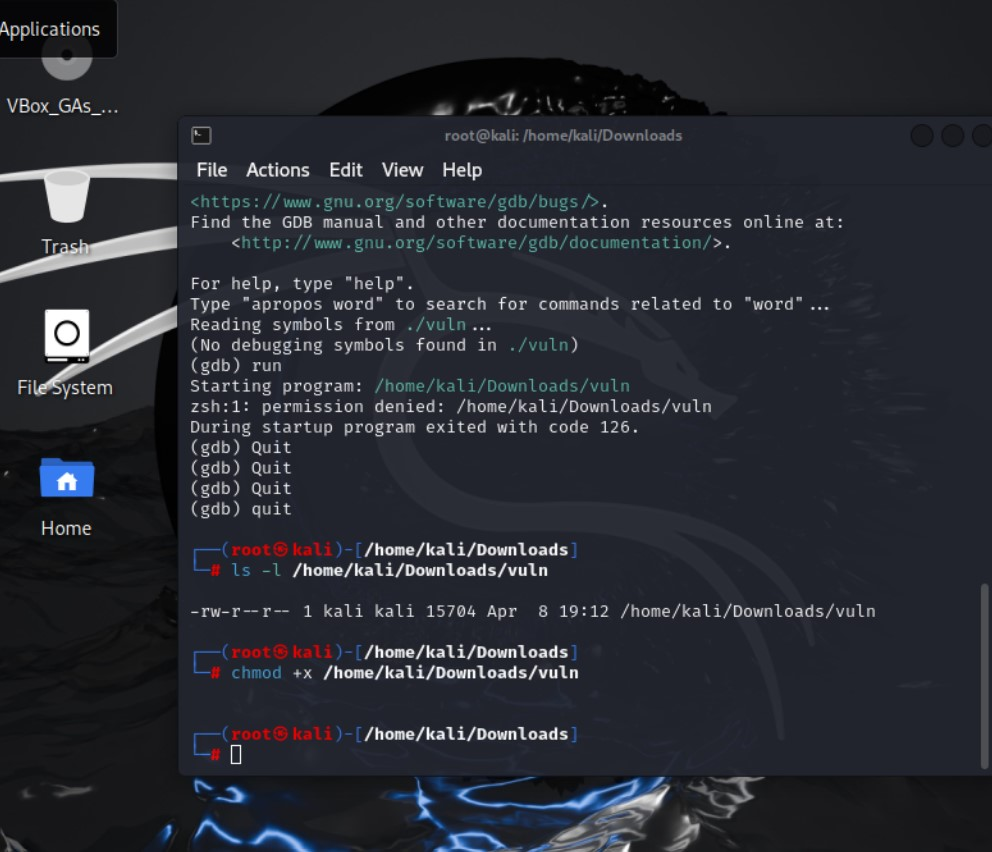 Applications
VBox_GAs_...
Trash
File System
Home
root@kali: /home/kali/Downloads
File Actions Edit View Help
<https://www.gnu.org/software/gdb/bugs/>.
Find the GDB manual and other documentation resources online at:
    <http://www.gnu.org/software/gdb/documentation/>.

For help, type "help".
Type "apropos word" to search for commands related to "word"...
Reading symbols from ./vuln...
(No debugging symbols found in ./vuln)
(gdb) run
Starting program: /home/kali/Downloads/vuln
zsh:1: permission denied: /home/kali/Downloads/vuln
During startup program exited with code 126.
(gdb) Quit
(gdb) Quit
(gdb) Quit
(gdb) quit

┌──(root㉿kali)-[/home/kali/Downloads]
└─# ls -l /home/kali/Downloads/vuln

-rw-r--r-- 1 kali kali 15704 Apr  8 19:12 /home/kali/Downloads/vuln

┌──(root㉿kali)-[/home/kali/Downloads]
└─# chmod +x /home/kali/Downloads/vuln

┌──(root㉿kali)-[/home/kali/Downloads]
└─#